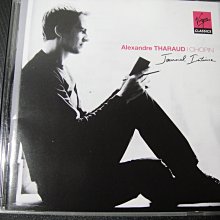 Alexandre THARAUD | CHOPIN
Journal Intime
Virgin
CLASSICS